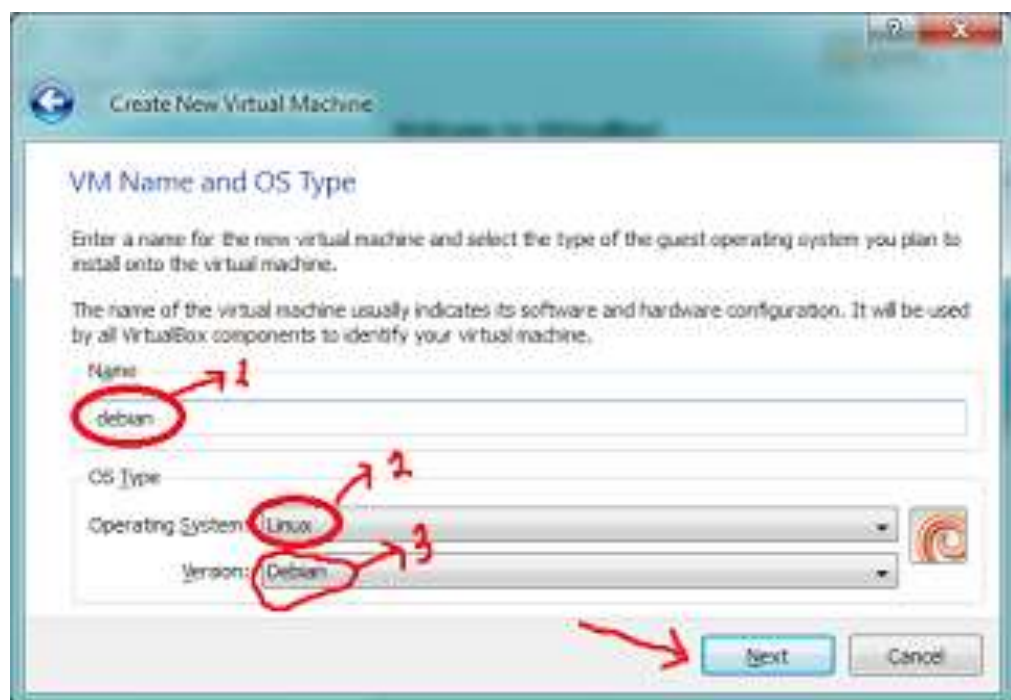 Create New Virtual Machine
Welcome to VirtualBox!
VM Name and OS Type
Enter a name for the new virtual machine and select the type of the guest operating system you plan to
install onto the virtual machine.
The name of the virtual machine usually indicates its software and hardware configuration. It will be used
by all VirtualBox components to identify your virtual machine.
Name
1
debian
2
OS Type
Operating System: Linux
3
Version: Debian
Next Cancel